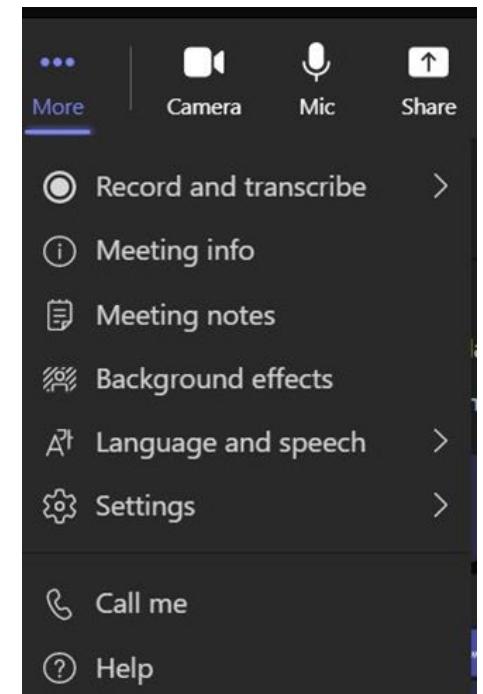 More Camera Mic Share
Record and transcribe
Meeting info
Meeting notes
Background effects
Language and speech
Settings
Call me
Help